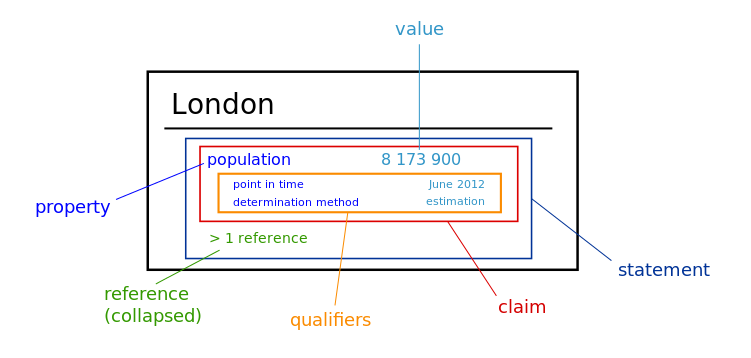 value
London
population 8 173 900
point in time June 2012
determination method estimation
property
> 1 reference
statement
reference
(collapsed)
claim
qualifiers